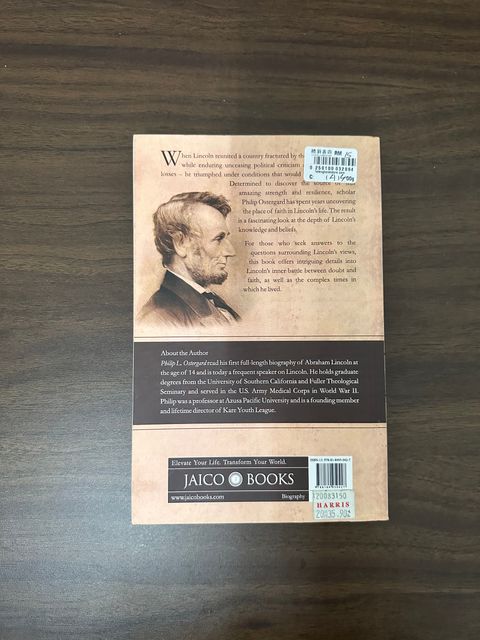 When Lincoln reunited a country fractured by the
while enduring unceasing political criticism
losses – he triumphed under conditions that would
Determined to discover the source of this
amazing strength and resilience, scholar
Philip Ostergard has spent years uncovering
the place of faith in Lincoln's life. The result
is a fascinating look at the depth of Lincoln's
knowledge and beliefs.
For those who seek answers to the
questions surrounding Lincoln's views,
this book offers intriguing details into
Lincoln's inner battle between doubt and
faith, as well as the complex times in
which he lived.
RM
About the Author
Philip L. Ostergard read his first full-length biography of Abraham Lincoln at
the age of 14 and is today a frequent speaker on Lincoln. He holds graduate
degrees from the University of Southern California and Fuller Theological
Seminary and served in the U.S. Army Medical Corps in World War II.
Philip was a professor at Azusa Pacific University and is a founding member
and lifetime director of Kare Youth League.
Elevate Your Life. Transform Your World.
JAICO BOOKS
www.jaicobooks.com Biography
120083150
HARRIS